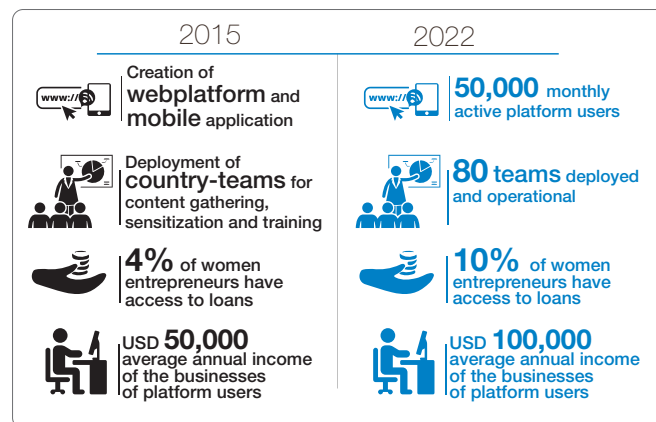 2015
www://
Creation of
webplatform and
mobile application
Deployment of
country-teams for
content gathering,
sensitization and training
4% of women
entrepreneurs have
access to loans
USD 50,000
average annual income
of the businesses
of platform users
2022
www://
50,000 monthly
active platform users
80 teams deployed
and operational
10% of women
entrepreneurs have
access to loans
USD 100,000
average annual income
of the businesses
of platform users